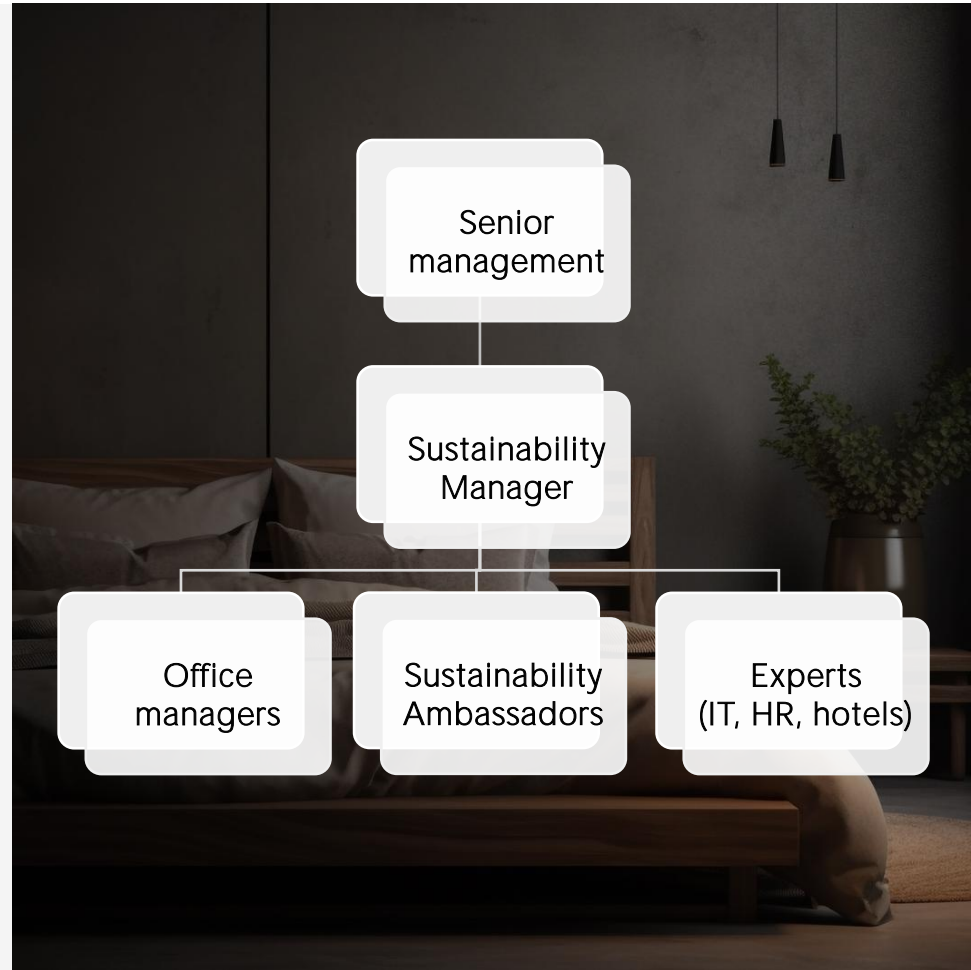 Senior
management
Sustainability
Manager
Office
managers
Sustainability
Ambassadors
Experts
(IT, HR, hotels)